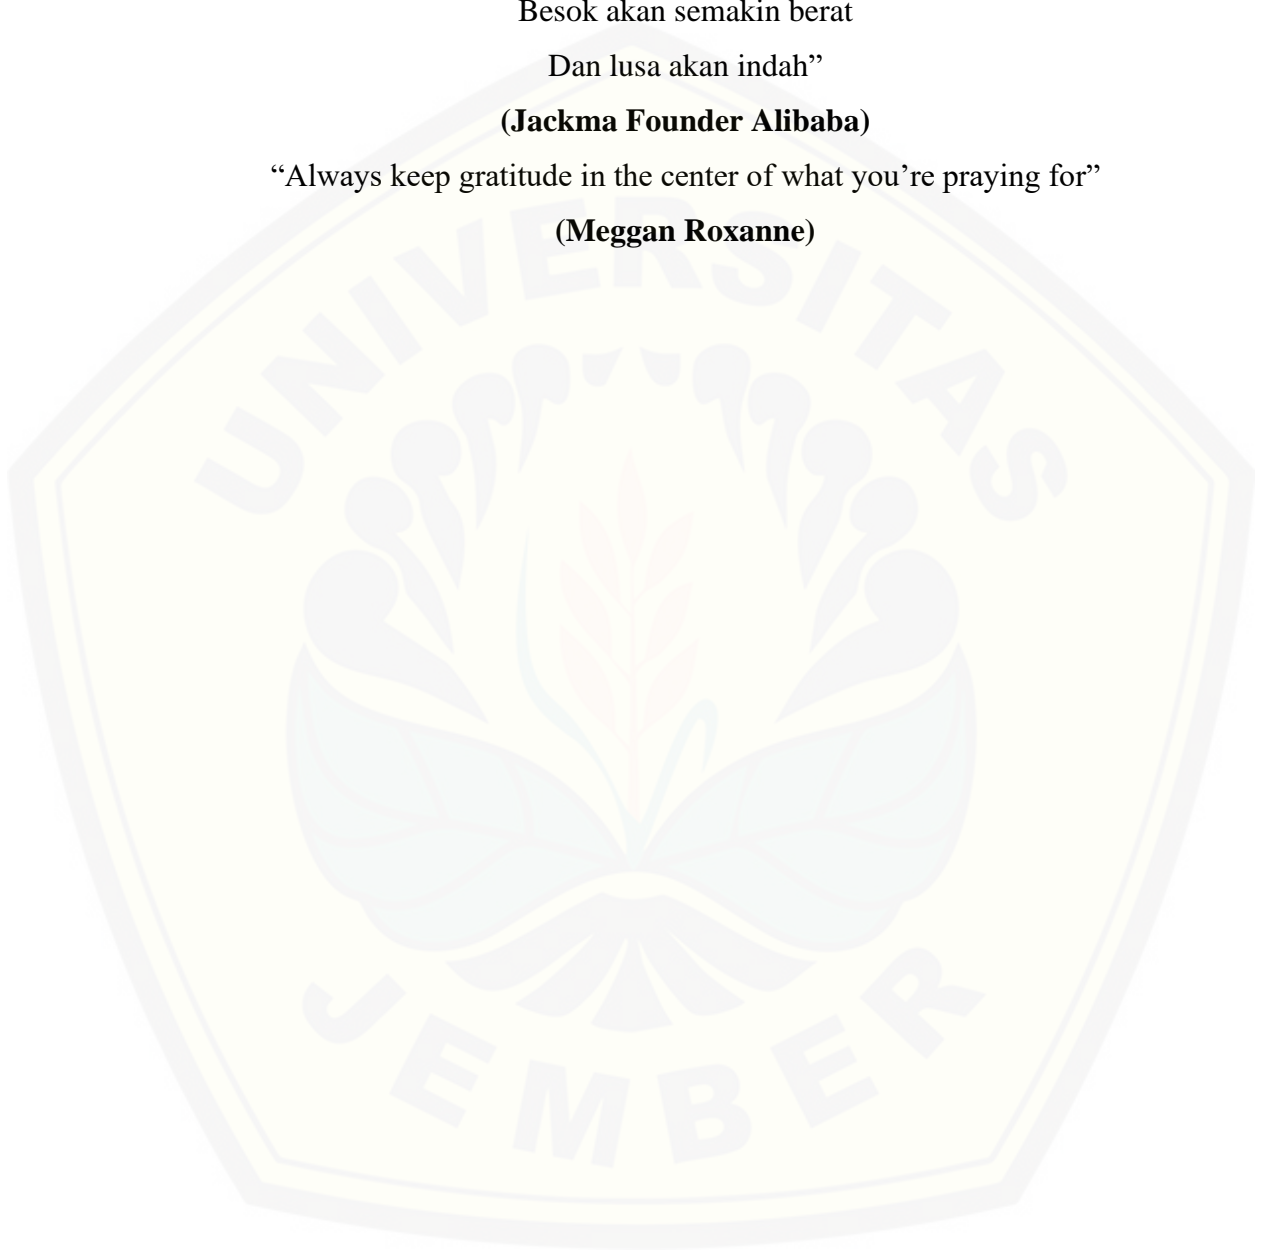 Besok akan semakin berat
Dan lusa akan indah”
(Jackma Founder Alibaba)
“Always keep gratitude in the center of what you’re praying for”
(Meggan Roxanne)
UNIVERSITAS
JEMBER